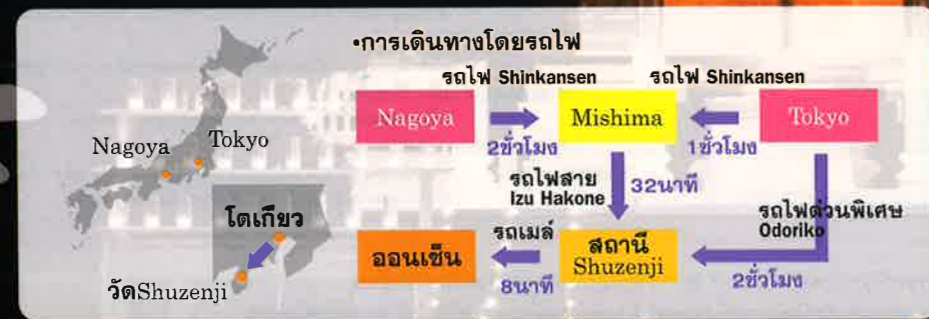 •การเดินทางโดยรถไฟ
รถไฟ Shinkansen
รถไฟ Shinkansen
Nagoya
Mishima
Tokyo
2ชั่วโมง
1ชั่วโมง
Nagoya
Tokyo
รถไฟสาย
Izu Hakone
32นาที
รถไฟด่วนพิเศษ
Odoriko
โตเกียว
รถเมล์
ออนเซ็น
สถานี
Shuzenji
8นาที
2ชั่วโมง
วัดShuzenji